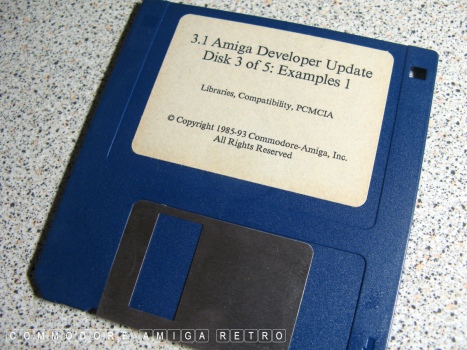 3.1 Amiga Developer Update
Disk 3 of 5: Examples 1
Libraries, Compatibility, PCMCIA
© Copyright 1985-93 Commodore-Amiga, Inc.
All Rights Reserved
COMMODORE AMIGA RETRO